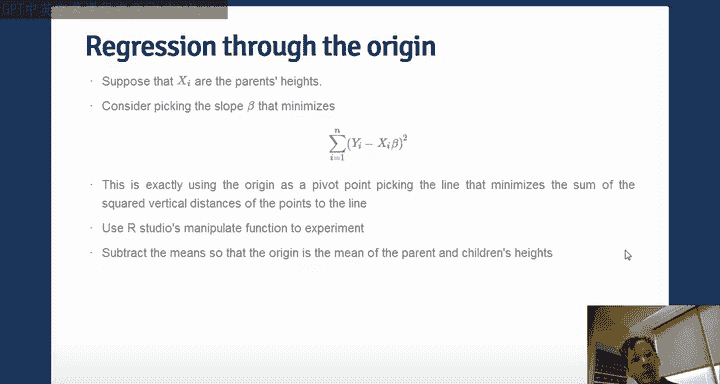 Regression through the origin
· Suppose that Xᵢ are the parents' heights.
· Consider picking the slope β that minimizes
n
∑(Yᵢ − Xᵢβ)²
i=1
· This is exactly using the origin as a pivot point picking the line that minimizes the sum of the
squared vertical distances of the points to the line
· Use R studio's manipulate function to experiment
· Subtract the means so that the origin is the mean of the parent and children's heights